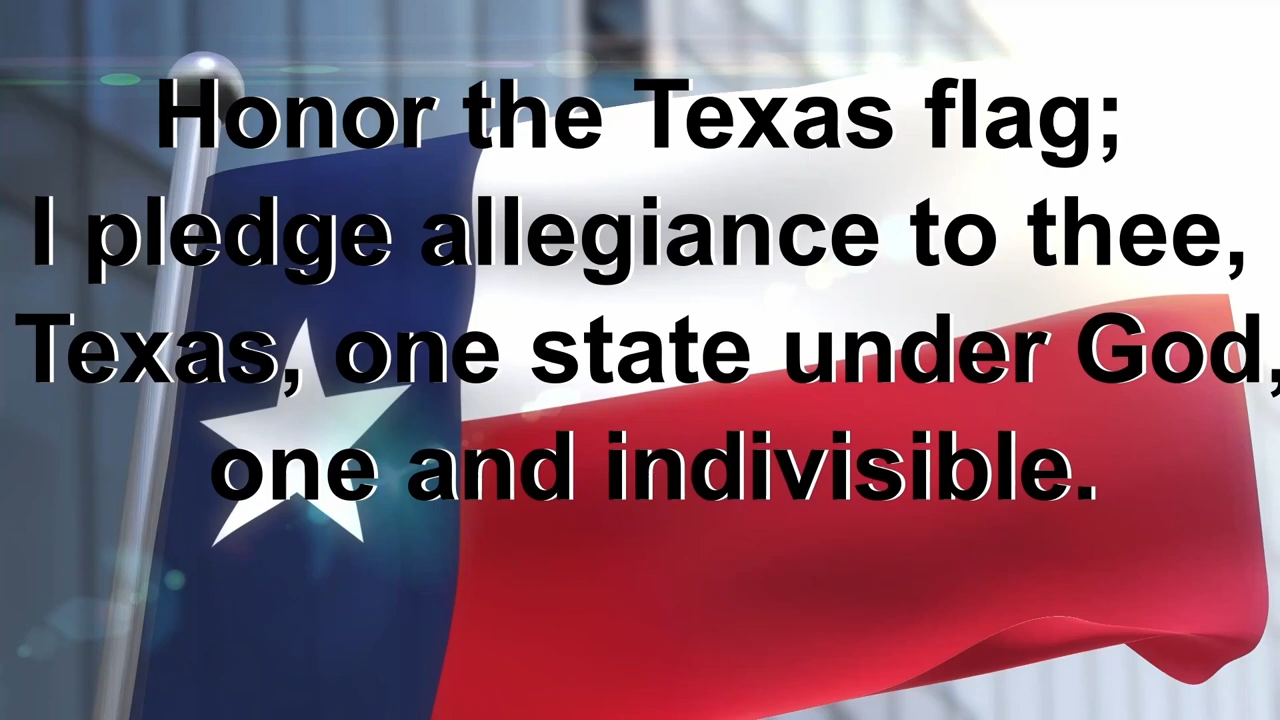 Honor the Texas flag;
I pledge allegiance to thee,
Texas, one state under God,
one and indivisible.